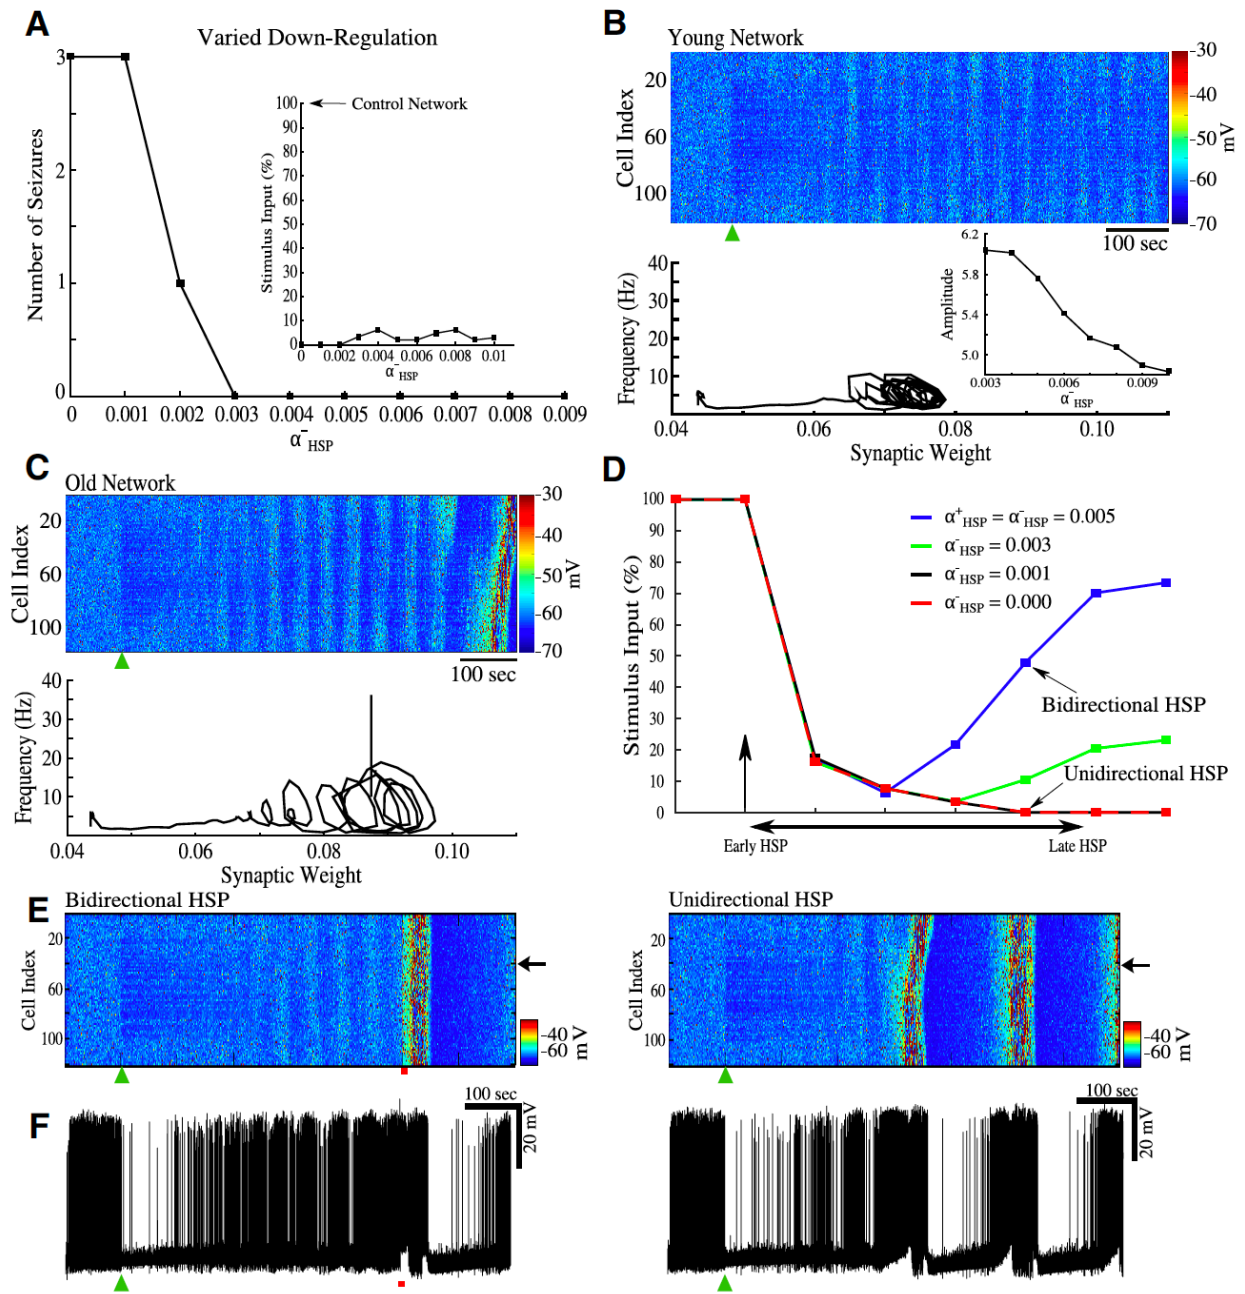 A
Varied Down-Regulation
Number of Seizures
3
2
1
0
0 0.001 0.002 0.003 0.004 0.005 0.006 0.007 0.008 0.009
α⁻HSP
Stimulus Input (%)
100
90
80
70
60
50
40
30
20
10
0
Control Network
0 0.002 0.004 0.006 0.008 0.01
α⁻HSP
B
Young Network
Cell Index
20
60
100
-30
-40
-50
-60
-70
mV
100 sec
Frequency (Hz)
40
30
20
10
0
0.04 0.06 0.08 0.10
Synaptic Weight
Amplitude
6.2
5.8
5.4
5.0
0.003 0.006 0.009
α⁻HSP
C
Old Network
Cell Index
20
60
100
-30
-40
-50
-60
-70
mV
100 sec
Frequency (Hz)
40
30
20
10
0
0.04 0.06 0.08 0.10
Synaptic Weight
D
Stimulus Input (%)
100
90
80
70
60
50
40
30
20
10
0
α⁺HSP = α⁻HSP = 0.005
α⁻HSP = 0.003
α⁻HSP = 0.001
α⁻HSP = 0.000
Bidirectional HSP
Unidirectional HSP
Early HSP
Late HSP
E
Bidirectional HSP
Cell Index
20
60
100
-40
-60
mV
Unidirectional HSP
Cell Index
20
60
100
-40
-60
mV
F
100 sec
20 mV
100 sec
20 mV